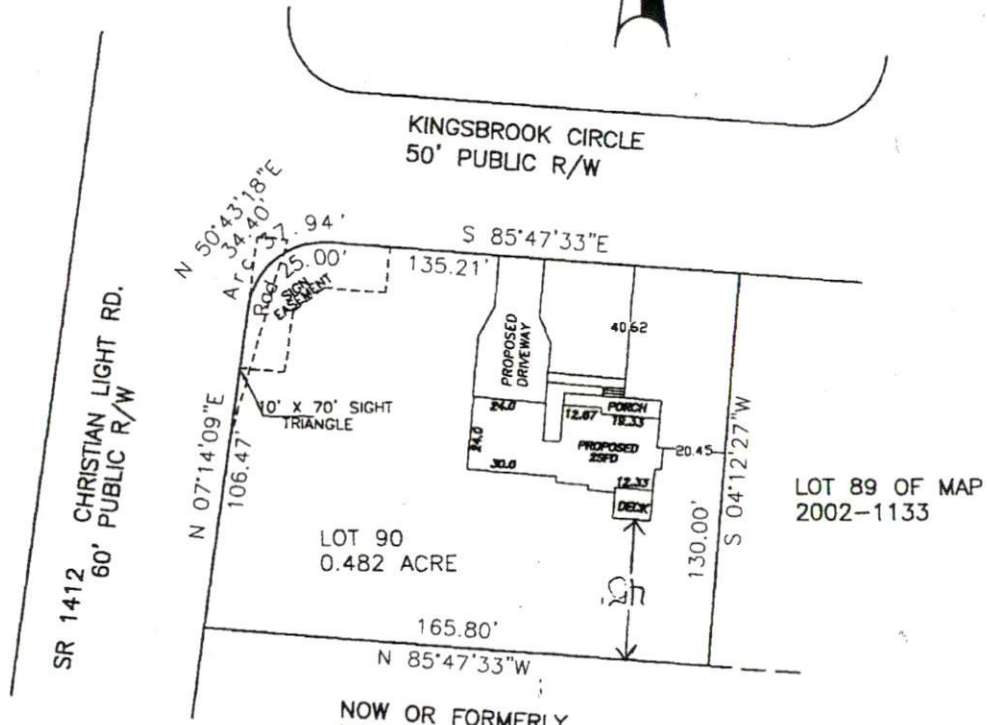 KINGSBROOK CIRCLE
50' PUBLIC R/W
N 50°43'18"E
34.40'
Arc 37.94'
Rad 25.00'
SIGN
EASEMENT
S 85°47'33"E
135.21'
PROPOSED
DRIVEWAY
40.62
SR 1412 CHRISTIAN LIGHT RD.
60' PUBLIC R/W
N 07°14'09"E
106.47'
10' X 70' SIGHT
TRIANGLE
24.0
24.0
30.0
12.67
PORCH
19.33
PROPOSED
2SFD
12.33
DECK
20.45
S 04°12'27"W
130.00'
LOT 89 OF MAP
2002-1133
LOT 90
0.482 ACRE
165.80'
N 85°47'33"W
NOW OR FORMERLY